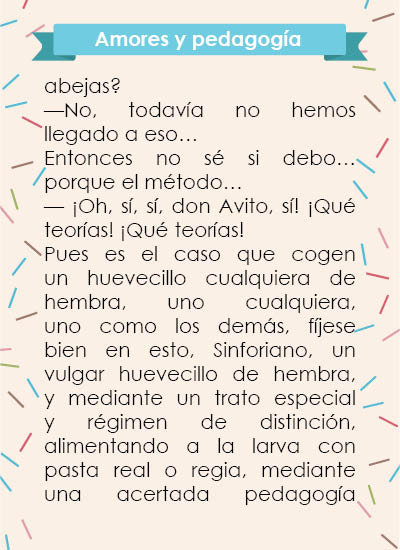 Amores y pedagogía
abejas?
—No, todavía no hemos
llegado a eso…
Entonces no sé si debo…
porque el método…
— ¡Oh, sí, sí, don Avito, sí! ¡Qué
teorías! ¡Qué teorías!
Pues es el caso que cogen
un huevecillo cualquiera de
hembra, uno cualquiera,
uno como los demás, fíjese
bien en esto, Sinforiano, un
vulgar huevecillo de hembra,
y mediante un trato especial
y régimen de distinción,
alimentando a la larva con
pasta real o regia, mediante
una acertada pedagogía